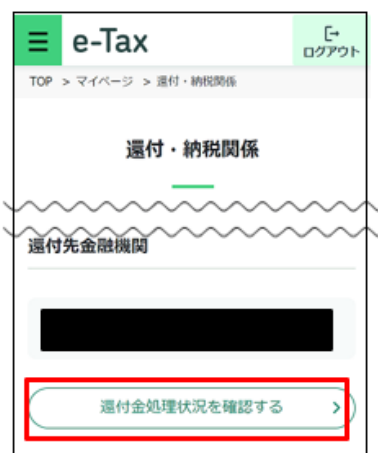 e-Tax
ログアウト
TOP > マイページ > 還付・納税関係
還付・納税関係
還付先金融機関
還付金処理状況を確認する